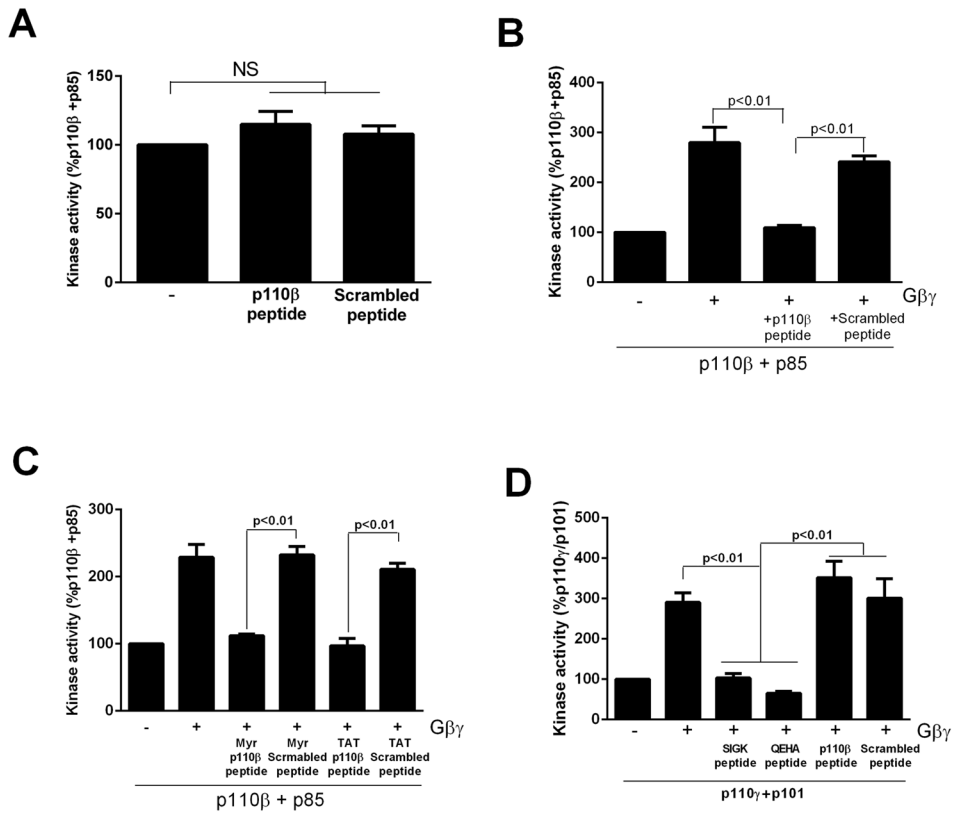 A
Kinase activity (%p110β +p85)
150
100
50
0
NS
-
p110β
peptide
Scrambled
peptide
B
Kinase activity (%p110β+p85)
400
300
200
100
0
p<0.01
p<0.01
- + + + Gβγ
+p110β
peptide
+Scrambled
peptide
p110β + p85
C
Kinase activity (%p110β +p85)
300
200
100
0
p<0.01
p<0.01
- + + + + + Gβγ
Myr
p110β
peptide
Myr
Scrmabled
peptide
TAT
p110β
peptide
TAT
Scrambled
peptide
p110β + p85
D
Kinase activity (%p110γ/p101)
500
400
300
200
100
0
p<0.01
p<0.01
- + + + + + Gβγ
SIGK
peptide
QEHA
peptide
p110β
peptide
Scrambled
peptide
p110γ+p101